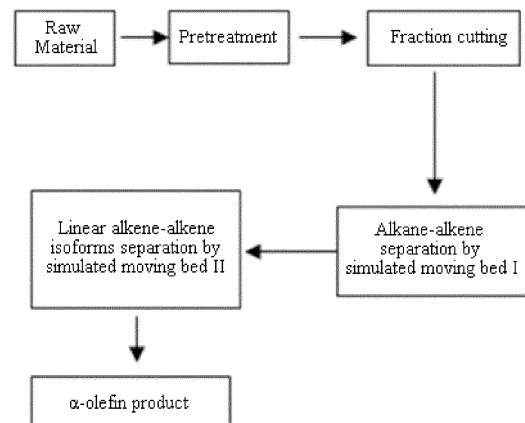 Raw
Material
Pretreatment
Fraction cutting
Alkane-alkene
separation by
simulated moving bed I
Linear alkene-alkene
isoforms separation by
simulated moving bed II
α-olefin product